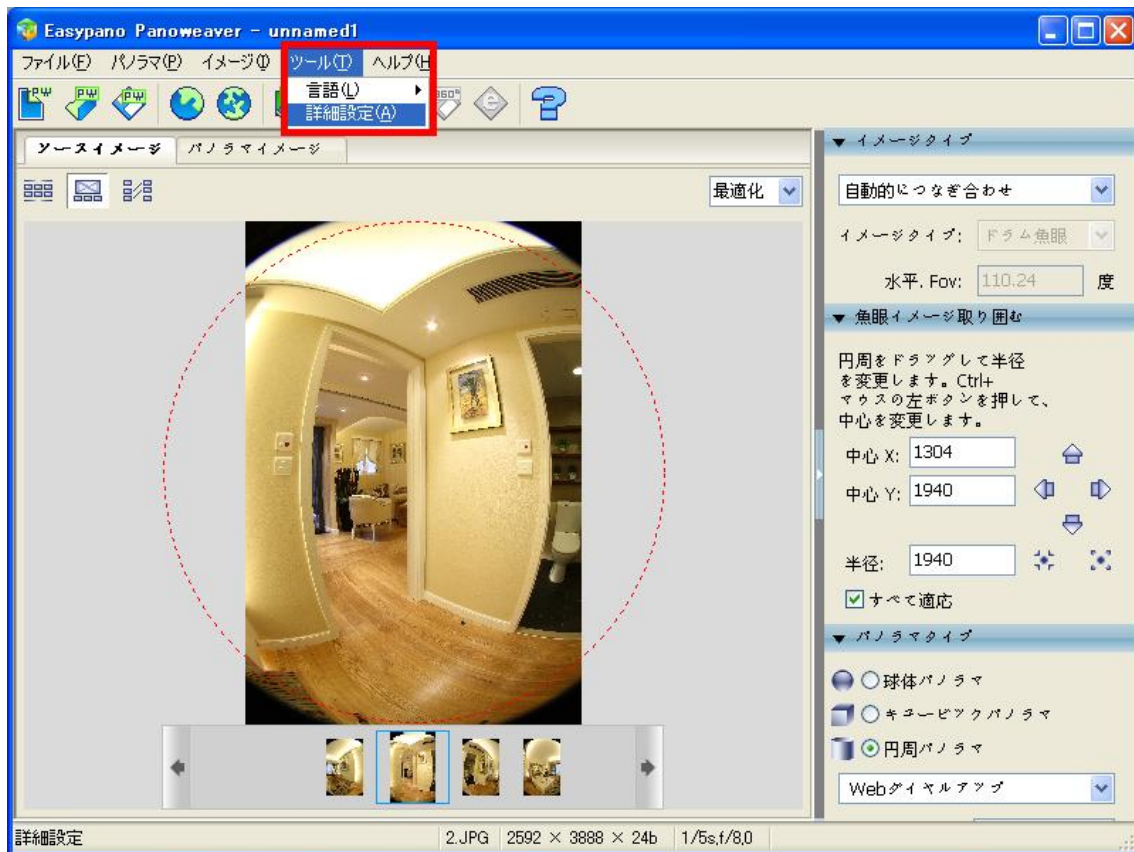 Easypano Panoweaver - unnamed1
ファイル(F) パノラマ(P) イメージ(I) ツール(T) ヘルプ(H
言語(L)
詳細設定(A)
ソースイメージ パノラマイメージ
最適化
▼ イメージタイプ
自動的につなぎ合わせ
イメージタイプ: ドラム魚眼
水平. Fov: 110.24 度
▼ 魚眼イメージ取り囲む
円周をドラッグして半径
を変更します。Ctrl+
マウスの左ボタンを押して、
中心を変更します。
中心 X: 1304
中心 Y: 1940
半径: 1940
すべて適応
▼ パノラマタイプ
球体パノラマ
キュービックパノラマ
円周パノラマ
Webダイヤルアップ
詳細設定 2.JPG 2592 × 3888 × 24b 1/5s,f/8,0